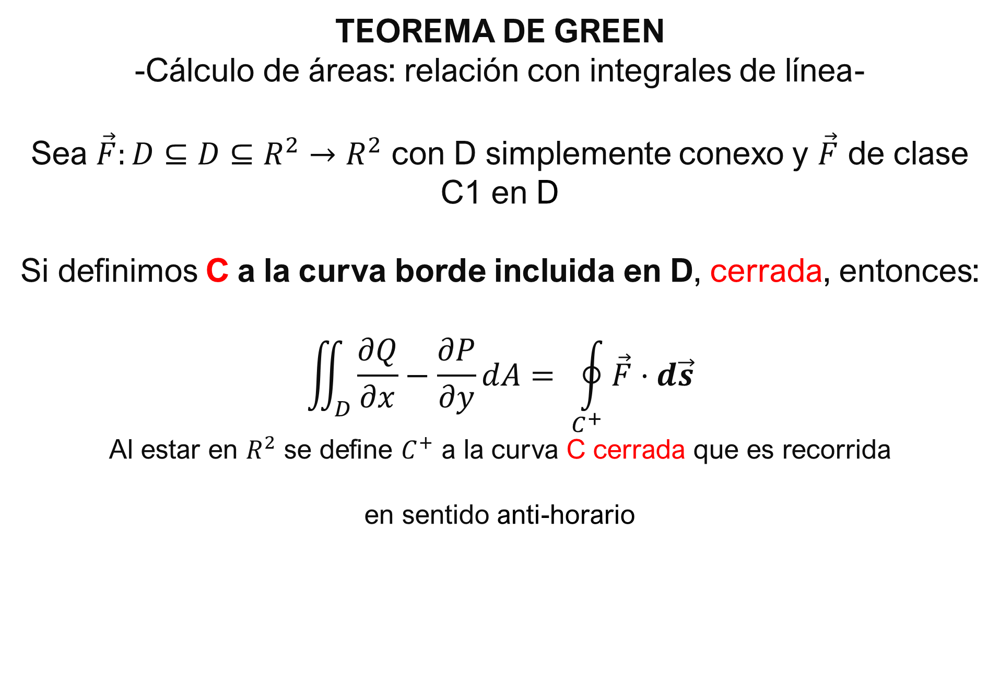 TEOREMA DE GREEN
-Cálculo de áreas: relación con integrales de línea-
Sea $\vec{F}: D \subseteq D \subseteq R^2 \rightarrow R^2$ con D simplemente conexo y $\vec{F}$ de clase
C1 en D
Si definimos C a la curva borde incluida en D, cerrada, entonces:
$\iint_D \frac{\partial Q}{\partial x} - \frac{\partial P}{\partial y} dA = \oint_{C^+} \vec{F} \cdot d\vec{s}$
Al estar en $R^2$ se define $C^+$ a la curva C cerrada que es recorrida
en sentido anti-horario